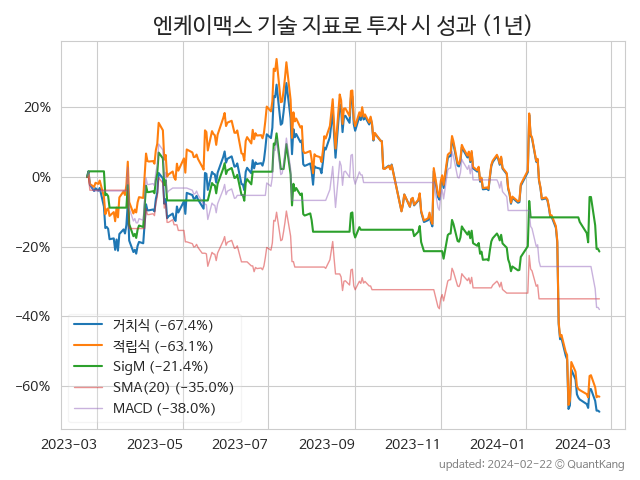 엔케이맥스 기술 지표로 투자 시 성과 (1년)
20%
0%
−20%
−40%
−60%
거치식 (−67.4%)
적립식 (−63.1%)
SigM (−21.4%)
SMA(20) (−35.0%)
MACD (−38.0%)
2023−03 2023−05 2023−07 2023−09 2023−11 2024−01 2024−03
updated: 2024−02−22 © QuantKang